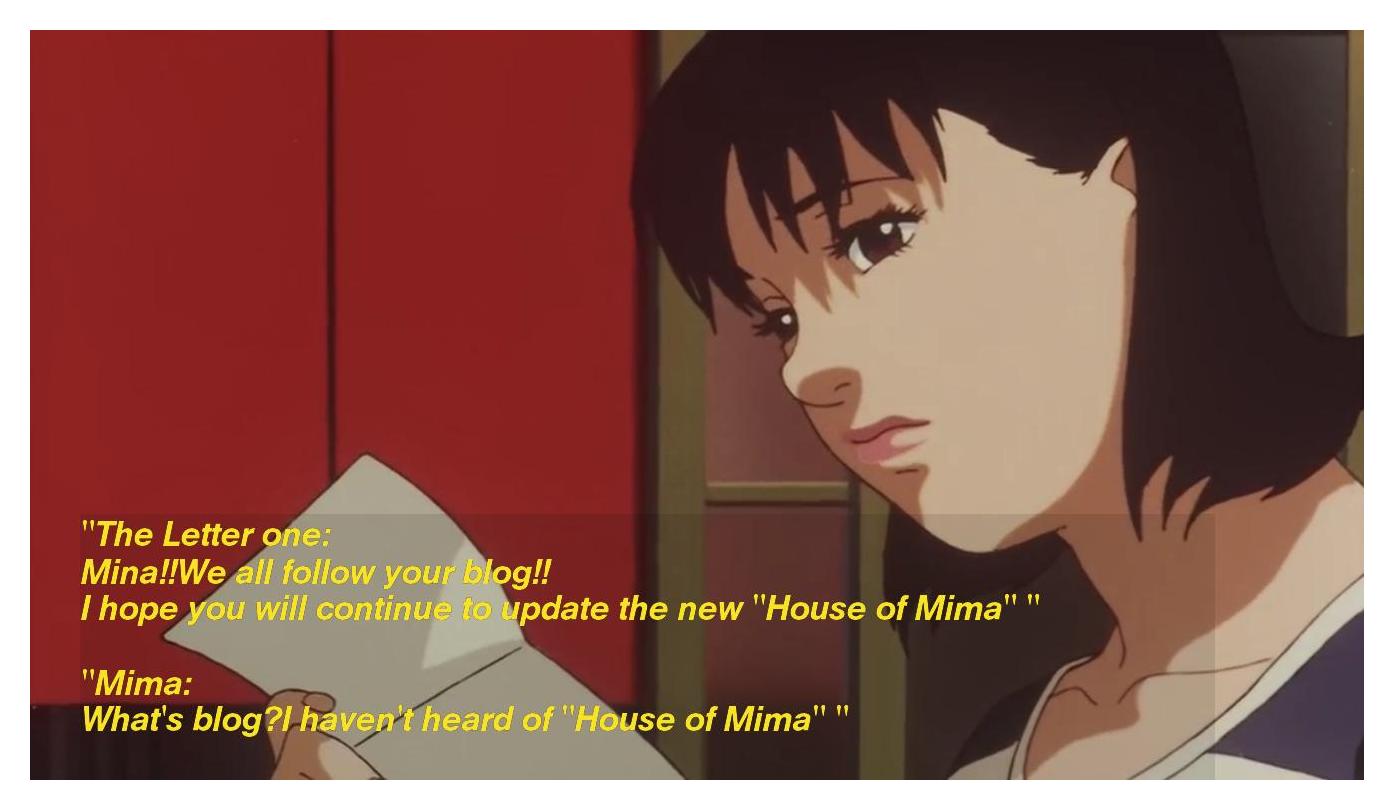 "The Letter one:
Mina!!We all follow your blog!!
I hope you will continue to update the new "House of Mima" "
"Mima:
What's blog?I haven't heard of "House of Mima" "